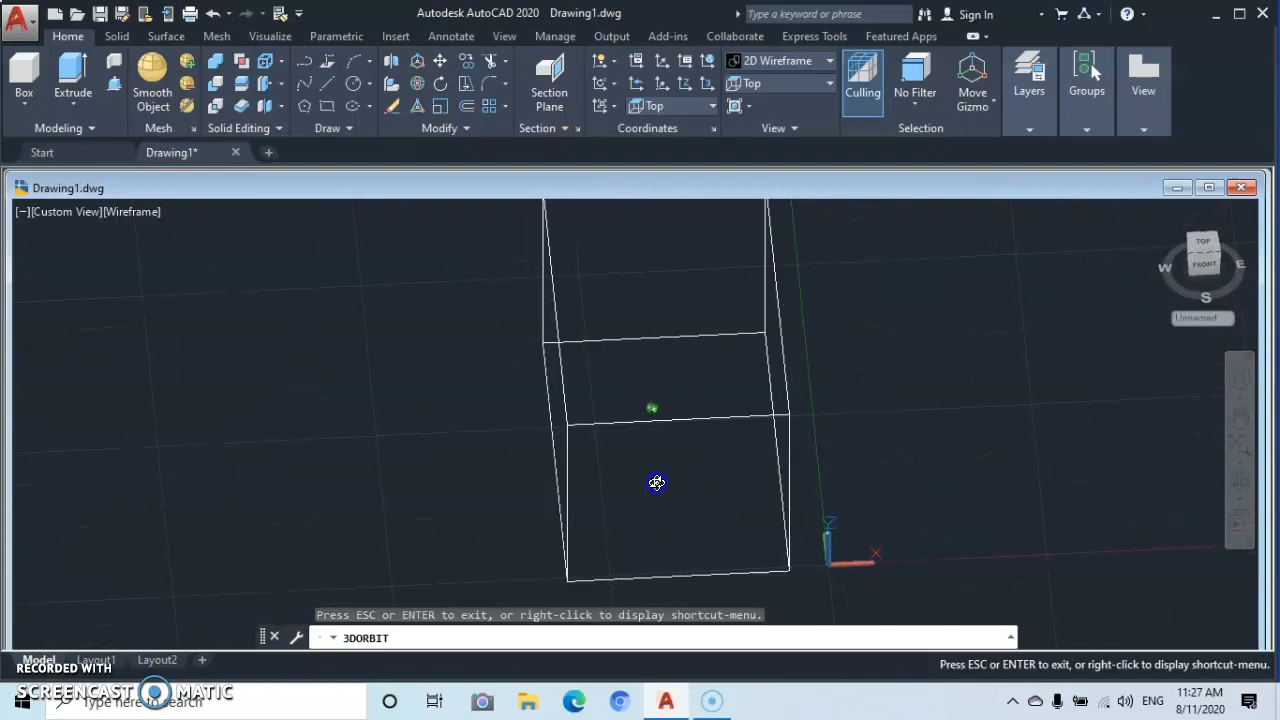 Autodesk AutoCAD 2020 Drawing1.dwg
Type a keyword or phrase
Sign In
Home Solid Surface Mesh Visualize Parametric Insert Annotate View Manage Output Add-ins Collaborate Express Tools Featured Apps
Box
Extrude
Smooth
Object
Section
Plane
Top
2D Wireframe
Top
Culling
No Filter
Move
Gizmo
Layers
Groups
View
Modeling
Mesh
Solid Editing
Draw
Modify
Section
Coordinates
View
Selection
Start
Drawing1*
Drawing1.dwg
[−][Custom View][Wireframe]
TOP
FRONT
W
E
S
Unnamed
Z
Y
X
Press ESC or ENTER to exit, or right-click to display shortcut-menu.
3DORBIT
Model Layout1 Layout2
Press ESC or ENTER to exit, or right-click to display shortcut-menu.
RECORDED WITH
SCREENCAST MATIC
Type here to search
ENG
11:27 AM
8/11/2020